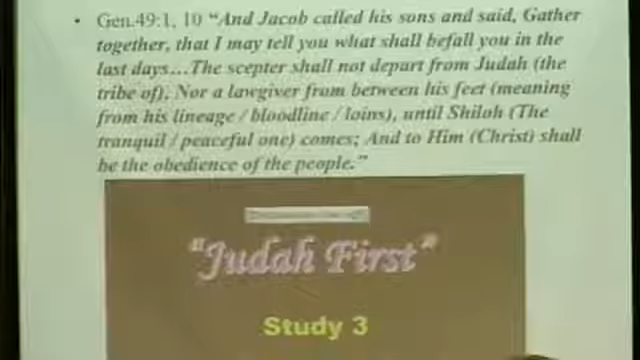 • Gen.49:1, 10 "And Jacob called his sons and said, Gather
together, that I may tell you what shall befall you in the
last days…The scepter shall not depart from Judah (the
tribe of), Nor a lawgiver from between his feet (meaning
from his lineage / bloodline / loins), until Shiloh (The
tranquil / peaceful one) comes; And to Him (Christ) shall
be the obedience of the people."
"Judah First"
Study 3